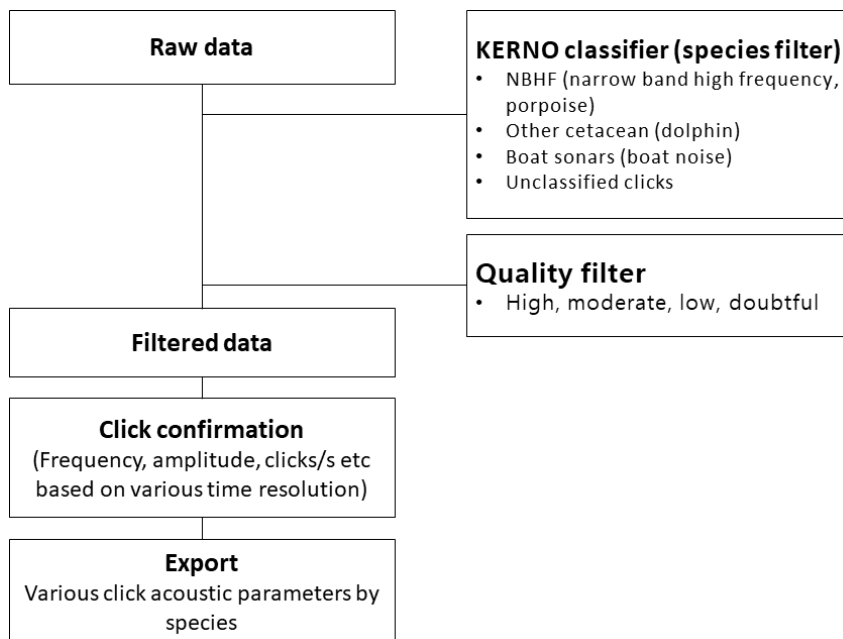 Raw data
KERNO classifier (species filter)
• NBHF (narrow band high frequency,
porpoise)
• Other cetacean (dolphin)
• Boat sonars (boat noise)
• Unclassified clicks
Quality filter
• High, moderate, low, doubtful
Filtered data
Click confirmation
(Frequency, amplitude, clicks/s etc
based on various time resolution)
Export
Various click acoustic parameters by
species